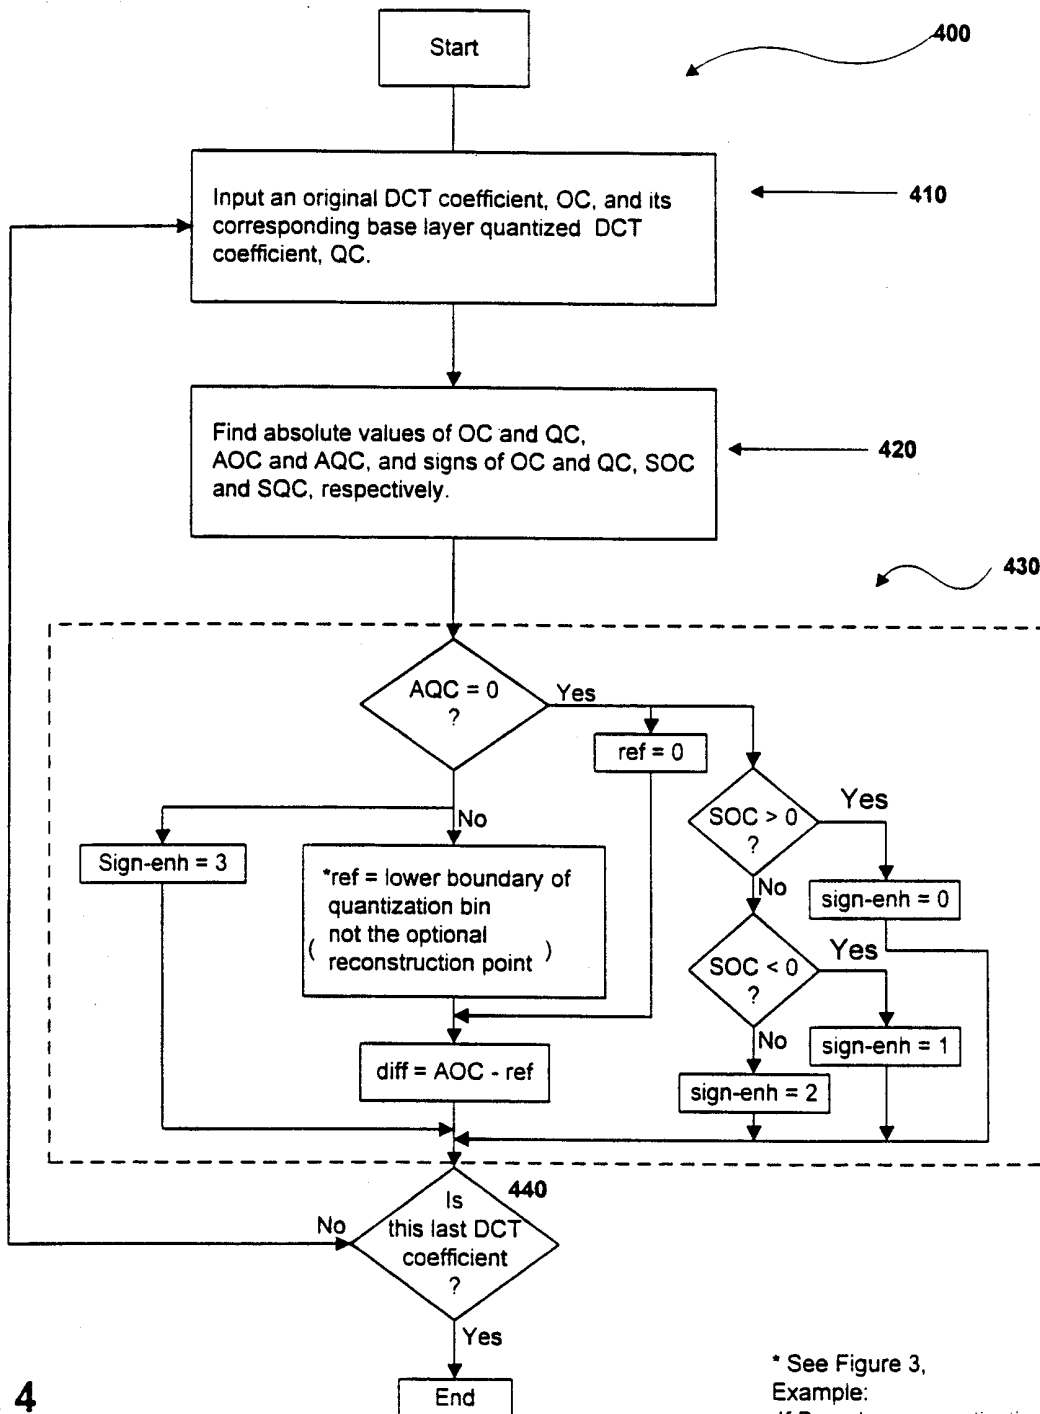 Start
400
Input an original DCT coefficient, OC, and its
corresponding base layer quantized DCT
coefficient, QC.
410
Find absolute values of OC and QC,
AOC and AQC, and signs of OC and QC, SOC
and SQC, respectively.
420
430
AQC = 0
?
Yes
ref = 0
SOC > 0
?
Yes
No
Sign-enh = 3
*ref = lower boundary of
quantization bin
( not the optional
reconstruction point )
No
sign-enh = 0
SOC < 0
?
Yes
No
sign-enh = 1
diff = AOC - ref
sign-enh = 2
440
Is
this last DCT
coefficient
?
No
Yes
End
* See Figure 3,
Example:
4